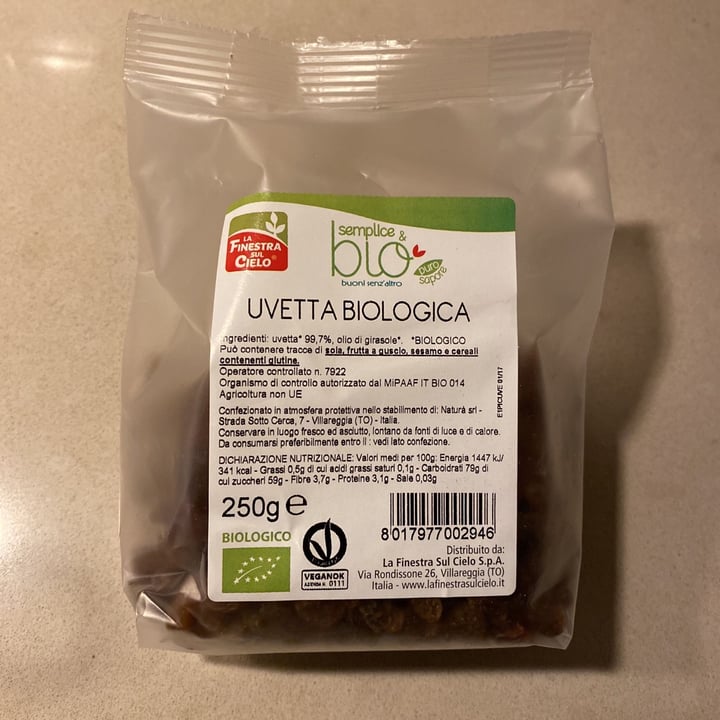 LA
FINESTRA
SUL
CIELO®
semplice &
bio
buoni senz'altro
puro
sapore
UVETTA BIOLOGICA
Ingredienti: uvetta* 99,7%, olio di girasole*. *BIOLOGICO
Può contenere tracce di soia, frutta a guscio, sesamo e cereali
contenenti glutine.
Operatore controllato n. 7922
Organismo di controllo autorizzato dal MiPAAF IT BIO 014
Agricoltura non UE
Confezionato in atmosfera protettiva nello stabilimento di: Naturà srl -
Strada Sotto Cerca, 7 - Villareggia (TO) - Italia.
Conservare in luogo fresco ed asciutto, lontano da fonti di luce e di calore.
Da consumarsi preferibilmente entro il : vedi lato confezione.
DICHIARAZIONE NUTRIZIONALE: Valori medi per 100g: Energia 1447 kJ/
341 kcal - Grassi 0,5g di cui acidi grassi saturi 0,1g - Carboidrati 79g di
cui zuccheri 59g - Fibre 3,7g - Proteine 3,1g - Sale 0,03g
250g e
BIOLOGICO
VEGANOK
AZIENDA N. 0111
8017977002946
Distribuito da:
La Finestra Sul Cielo S.p.A.
Via Rondissone 26, Villareggia (TO)
Italia - www.lafinestrasulcielo.it